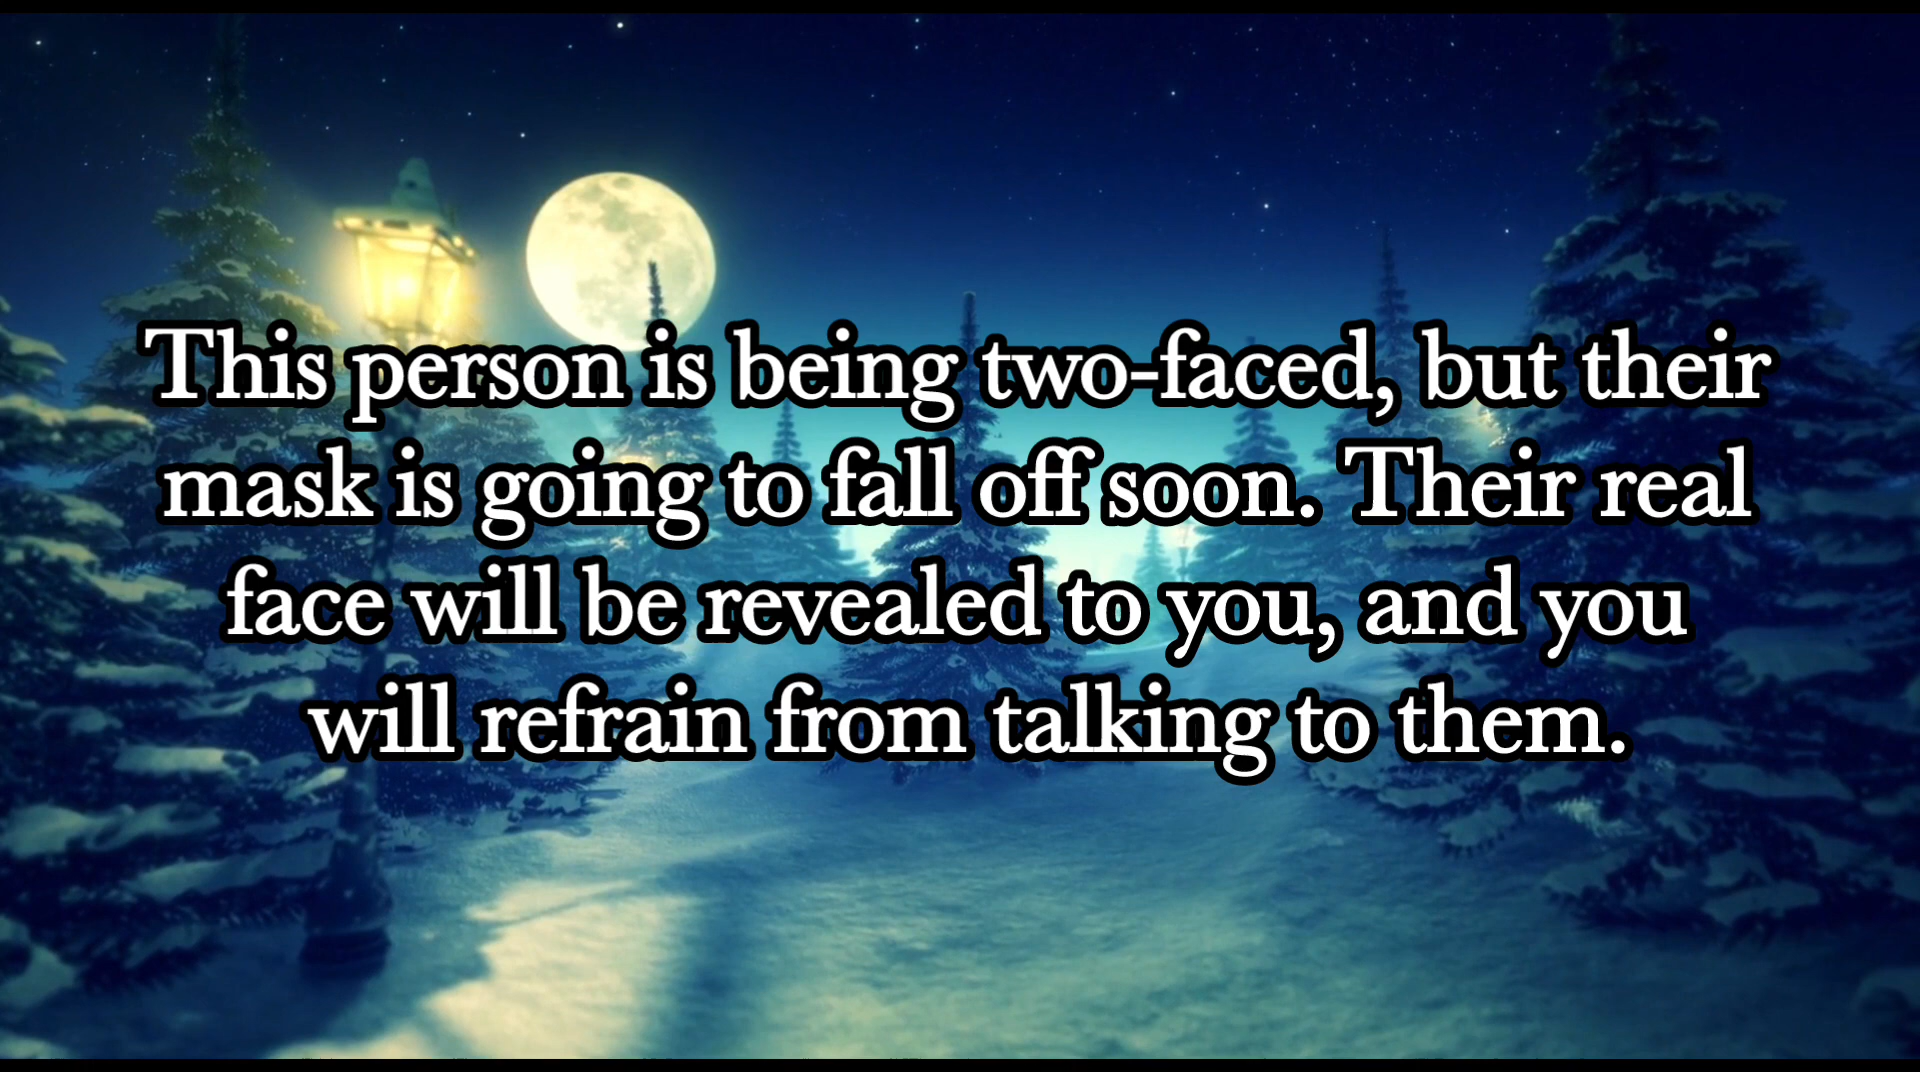 This person is being two-faced, but their
mask is going to fall off soon. Their real
face will be revealed to you, and you
will refrain from talking to them.